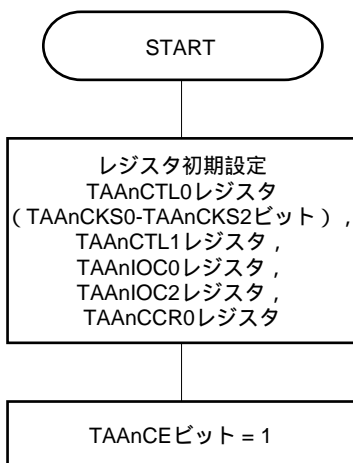 START
レジスタ初期設定
TAAnCTL0レジスタ
（TAAnCKS0-TAAnCKS2ビット），
TAAnCTL1レジスタ，
TAAnIOC0レジスタ，
TAAnIOC2レジスタ，
TAAnCCR0レジスタ
TAAnCEビット = 1